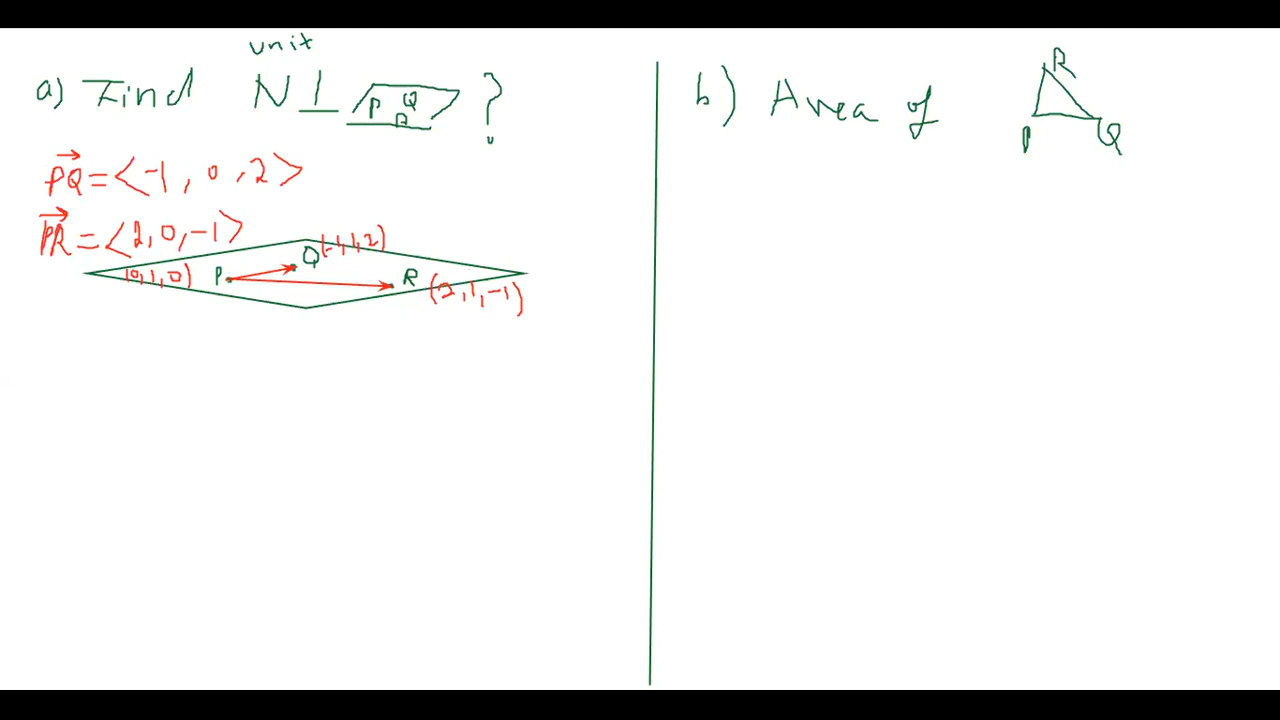 unit
a) Find N ⊥ P Q R ?
PQ = <-1, 0, 2>
PR = <2, 0, -1>
Q (-1,1,2)
(0,1,0) P R (2,1,-1)
b) Area of
R
P Q